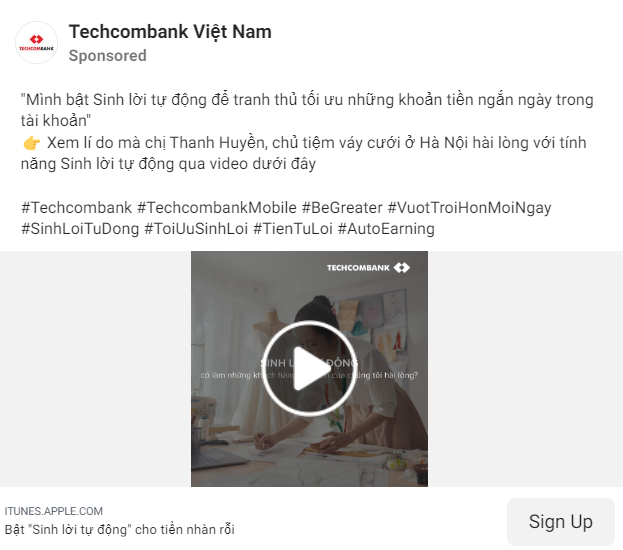 TECHCOMBANK
Techcombank Việt Nam
Sponsored
"Mình bật Sinh lời tự động để tranh thủ tối ưu những khoản tiền ngắn ngày trong
tài khoản"
👉 Xem lí do mà chị Thanh Huyền, chủ tiệm váy cưới ở Hà Nội hài lòng với tính
năng Sinh lời tự động qua video dưới đây
#Techcombank #TechcombankMobile #BeGreater #VuotTroiHonMoiNgay
#SinhLoiTuDong #ToiUuSinhLoi #TienTuLoi #AutoEarning
TECHCOMBANK
SINH ĐỘNG
có làm những khách hàng của chúng tôi hài lòng?
ITUNES.APPLE.COM
Bật "Sinh lời tự động" cho tiền nhàn rỗi
Sign Up